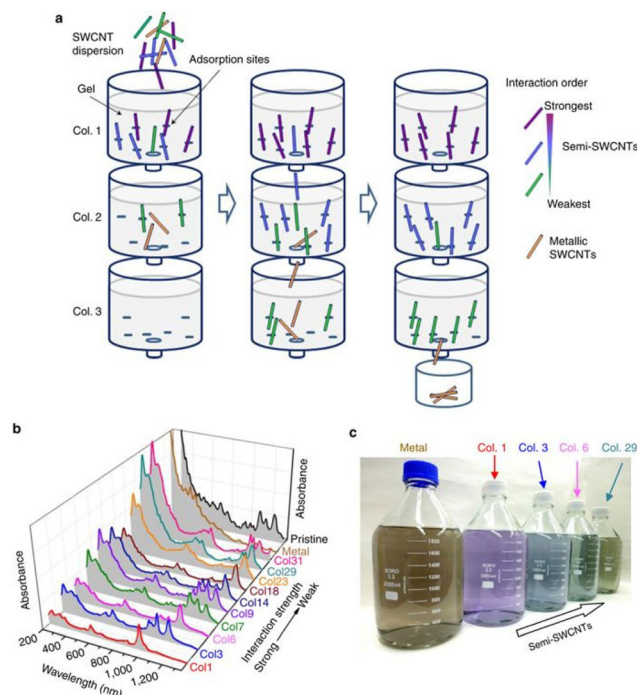 a
SWCNT
dispersion
Adsorption sites
Gel
Col. 1
Col. 2
Col. 3
Interaction order
Strongest
Semi-SWCNTs
Weakest
Metallic
SWCNTs
b
Absorbance
Absorbance
Pristine
Metal
Col31
Col29
Col23
Col18
Col14
Col9
Col7
Col6
Col3
Col1
Interaction strength
Strong
Weak
200
400
600
800
1,000
1,200
Wavelength (nm)
c
Metal
Col. 1
Col. 3
Col. 6
Col. 29
Semi-SWCNTs